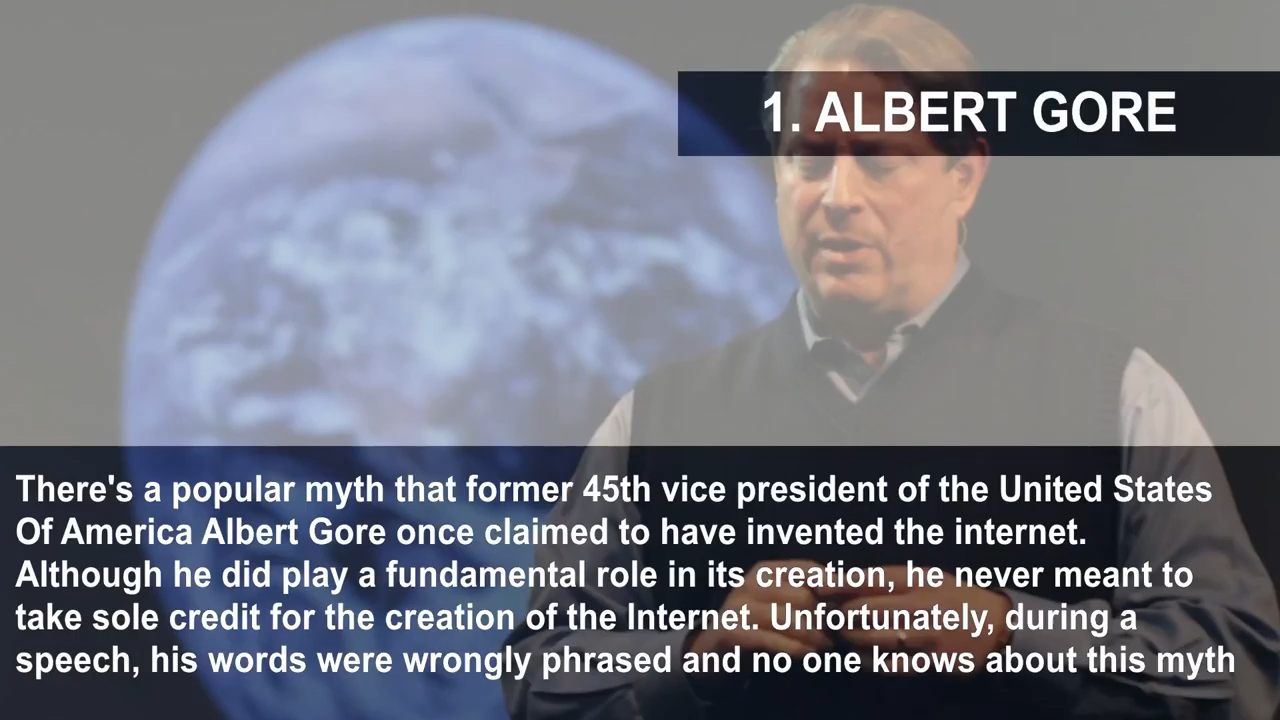 1. ALBERT GORE
There's a popular myth that former 45th vice president of the United States
Of America Albert Gore once claimed to have invented the internet.
Although he did play a fundamental role in its creation, he never meant to
take sole credit for the creation of the Internet. Unfortunately, during a
speech, his words were wrongly phrased and no one knows about this myth